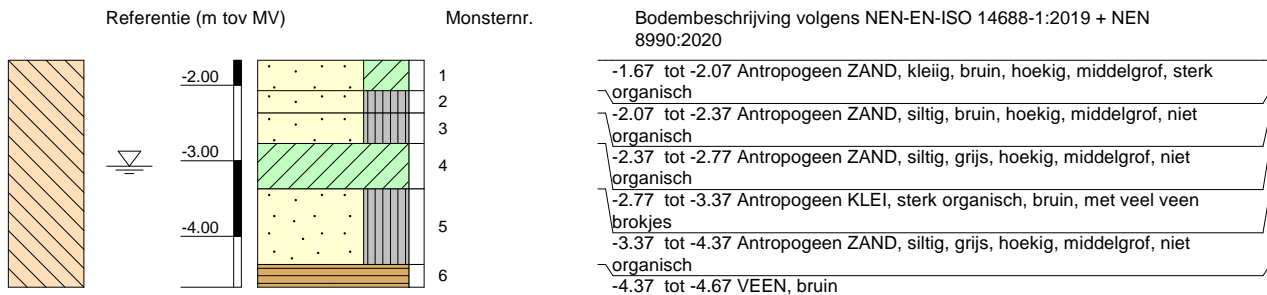 Referentie (m tov MV)
Monsternr.
Bodembeschrijving volgens NEN-EN-ISO 14688-1:2019 + NEN
8990:2020
-2.00
-3.00
-4.00
1
2
3
4
5
6
-1.67 tot -2.07 Antropogeen ZAND, kleiig, bruin, hoekig, middelgrof, sterk
organisch
-2.07 tot -2.37 Antropogeen ZAND, siltig, bruin, hoekig, middelgrof, niet
organisch
-2.37 tot -2.77 Antropogeen ZAND, siltig, grijs, hoekig, middelgrof, niet
organisch
-2.77 tot -3.37 Antropogeen KLEI, sterk organisch, bruin, met veel veen
brokjes
-3.37 tot -4.37 Antropogeen ZAND, siltig, grijs, hoekig, middelgrof, niet
organisch
-4.37 tot -4.67 VEEN, bruin